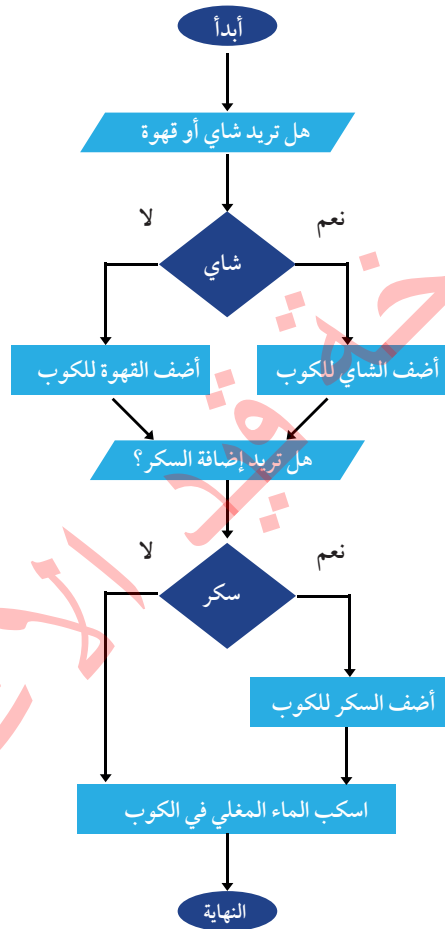 أبدأ
هل تريد شاي أو قهوة
نعم
لا
شاي
أضف الشاي للكوب
أضف القهوة للكوب
هل تريد إضافة السكر؟
نعم
لا
سكر
أضف السكر للكوب
اسكب الماء المغلي في الكوب
النهاية